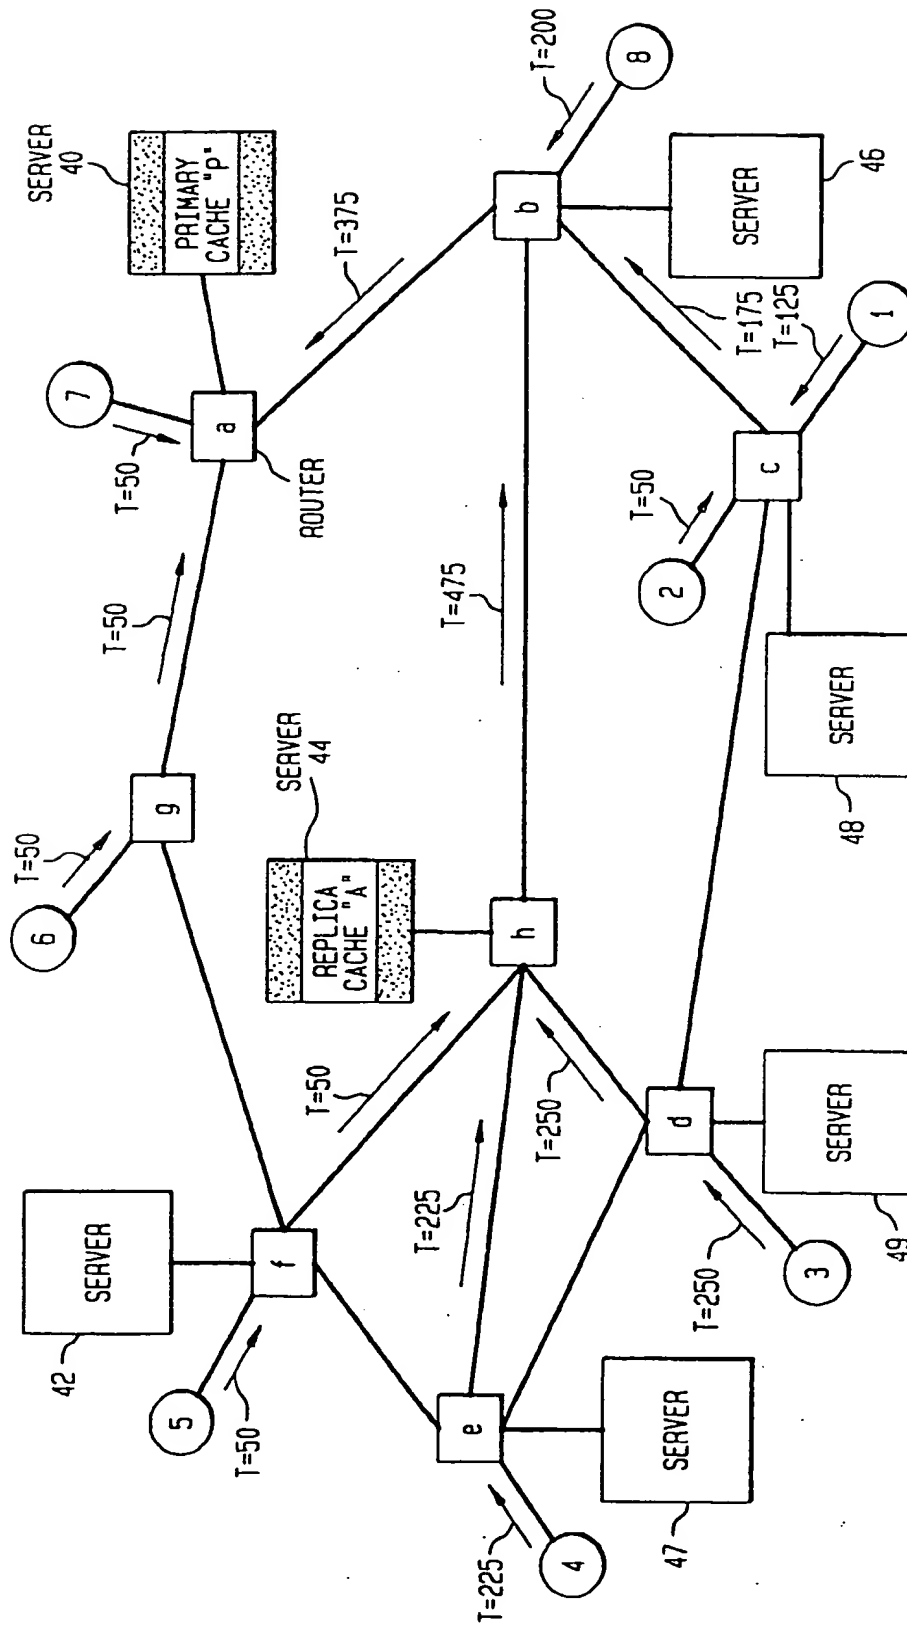 SERVER
40
PRIMARY
CACHE "P"
7
T=50
a
ROUTER
T=375
T=200
8
b
SERVER
46
T=50
g
T=50
6
SERVER
44
REPLICA
CACHE "A"
h
T=475
T=175
T=125
1
T=50
2
c
SERVER
48
SERVER
42
f
5
T=50
T=50
T=225
T=250
d
SERVER
49
T=250
3
e
T=225
4
SERVER
47